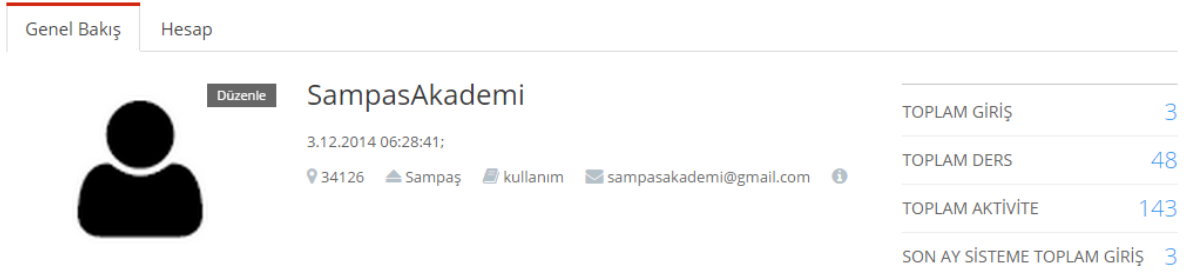 Genel Bakış Hesap
Düzenle
SampasAkademi
3.12.2014 06:28:41;
34126 Sampaş kullanım sampasakademi@gmail.com
TOPLAM GİRİŞ 3
TOPLAM DERS 48
TOPLAM AKTİVİTE 143
SON AY SİSTEME TOPLAM GİRİŞ 3